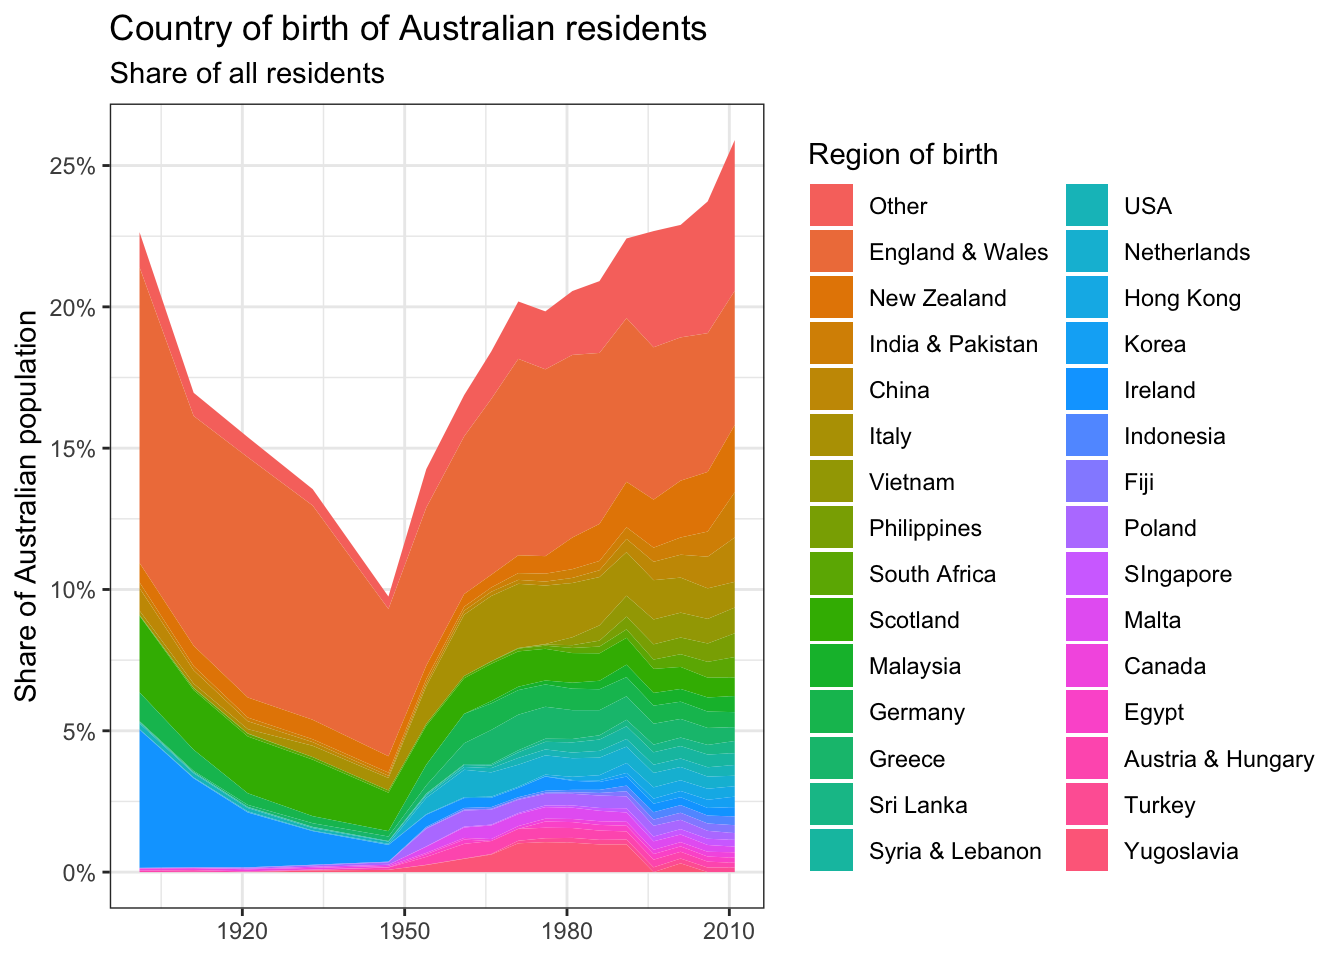 Country of birth of Australian residents
Share of all residents
Share of Australian population
25%
20%
15%
10%
5%
0%
1920
1950
1980
2010
Region of birth
Other
England & Wales
New Zealand
India & Pakistan
China
Italy
Vietnam
Philippines
South Africa
Scotland
Malaysia
Germany
Greece
Sri Lanka
Syria & Lebanon
USA
Netherlands
Hong Kong
Korea
Ireland
Indonesia
Fiji
Poland
SIngapore
Malta
Canada
Egypt
Austria & Hungary
Turkey
Yugoslavia